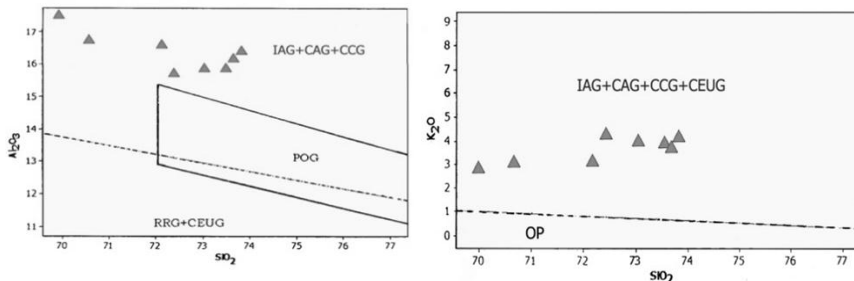 17
16
15
14
13
12
11
Al₂O₃
IAG+CAG+CCG
POG
RRG+CEUG
70 71 72 73 74 75 76 77
SIO₂
9
8
7
6
5
4
3
2
1
0
K₂O
IAG+CAG+CCG+CEUG
OP
70 71 72 73 74 75 76 77
SIO₂